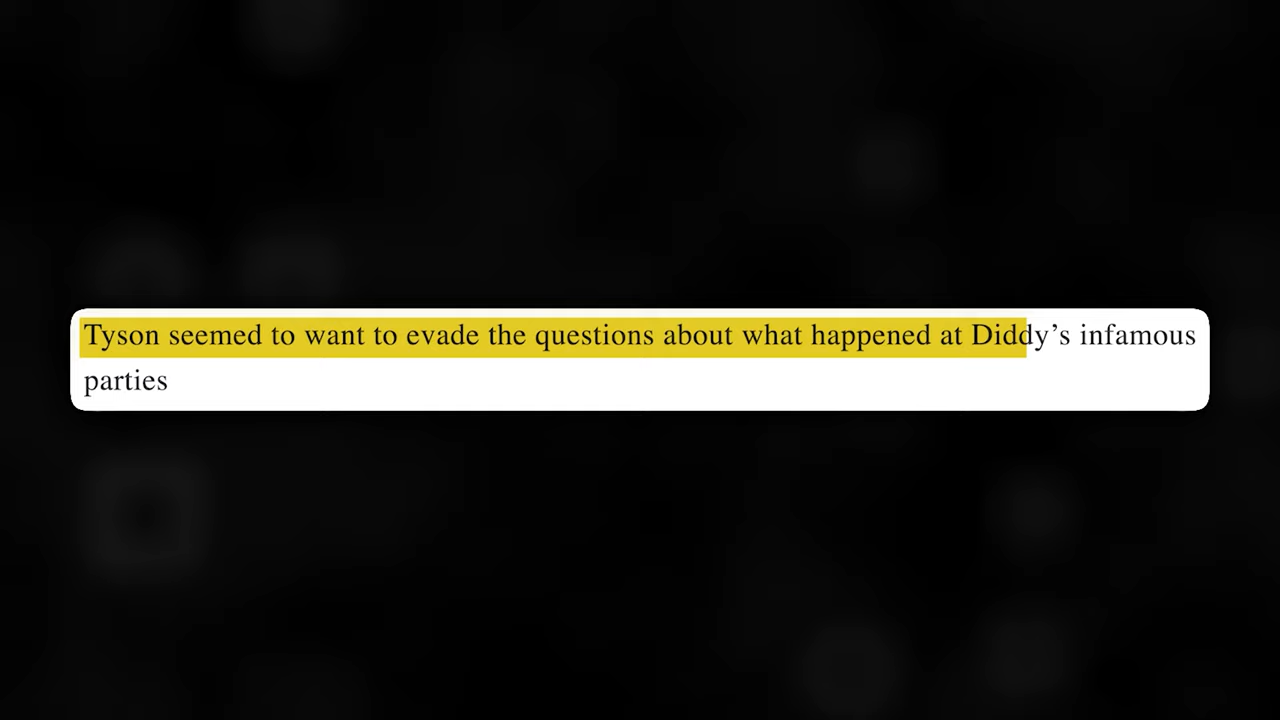 Tyson seemed to want to evade the questions about what happened at Diddy’s infamous
parties